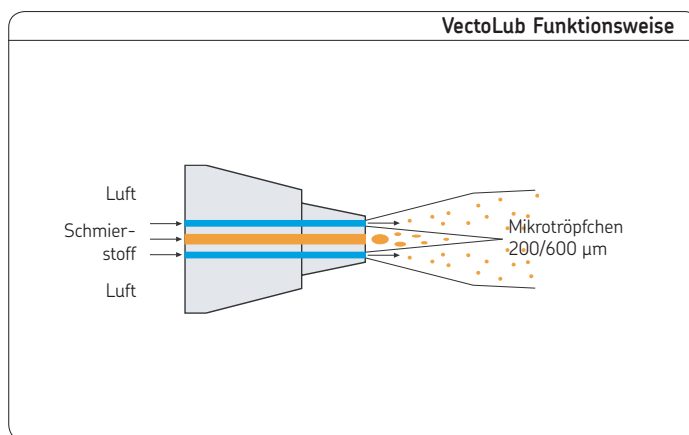 VectoLub Funktionsweise
Luft
Schmier-
stoff
Luft
Mikrotröpfchen
200/600 µm